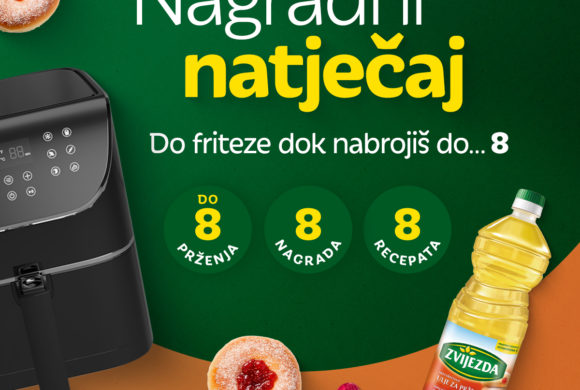 Nagradni
natječaj
Do friteze dok nabrojiš do... 8
DO
8
PRŽENJA
8
NAGRADA
8
RECEPATA
ZVIJEZDA